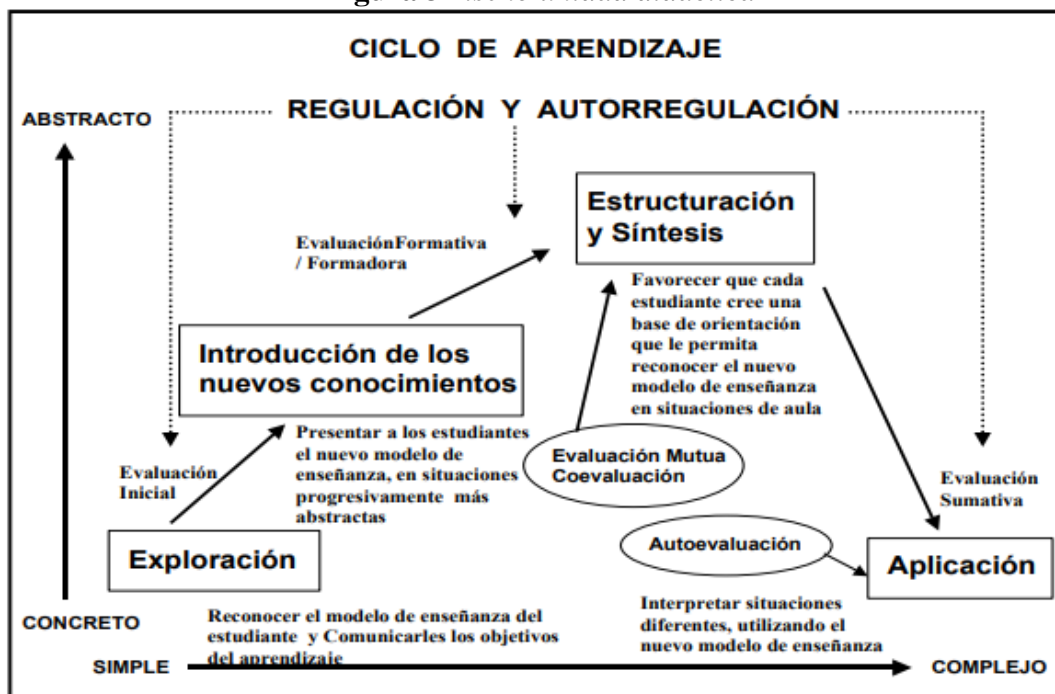 CICLO DE APRENDIZAJE
REGULACIÓN Y AUTORREGULACIÓN
ABSTRACTO
Estructuración
y Síntesis
EvaluaciónFormativa
/ Formadora
Favorecer que cada
estudiante cree una
base de orientación
que le permita
reconocer el nuevo
modelo de enseñanza
en situaciones de aula
Introducción de los
nuevos conocimientos
Presentar a los estudiantes
el nuevo modelo de
enseñanza, en situaciones
progresivamente más
abstractas
Evaluación Mutua
Coevaluación
Evaluación
Inicial
Evaluación
Sumativa
Exploración
Autoevaluación
Aplicación
Reconocer el modelo de enseñanza del
estudiante y Comunicarles los objetivos
del aprendizaje
Interpretar situaciones
diferentes, utilizando el
nuevo modelo de enseñanza
CONCRETO
SIMPLE
COMPLEJO